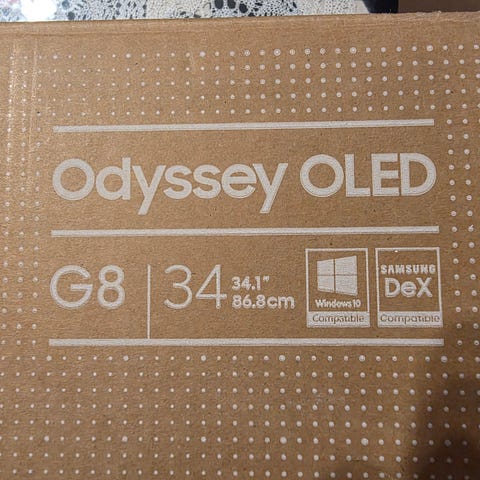 Odyssey OLED
G8
34
34.1"
86.8cm
Windows 10
Compatible
SAMSUNG
DeX
Compatible